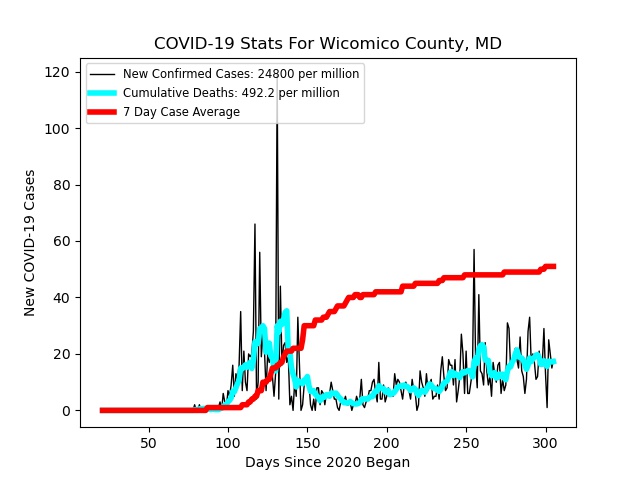 COVID-19 Stats For Wicomico County, MD
New Confirmed Cases: 24800 per million
Cumulative Deaths: 492.2 per million
7 Day Case Average
New COVID-19 Cases
120
100
80
60
40
20
0
50 100 150 200 250 300
Days Since 2020 Began